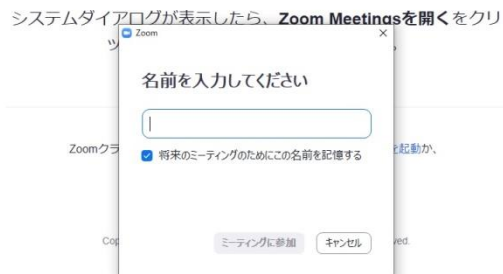 システムダイアログが表示したら、Zoom Meetingsを開くをクリ
ッ
Zoom
名前を入力してください
Zoomクラ
将来のミーティングのためにこの名前を記憶する
を起動か、
Cop
ミーティングに参加
キャンセル
ved.